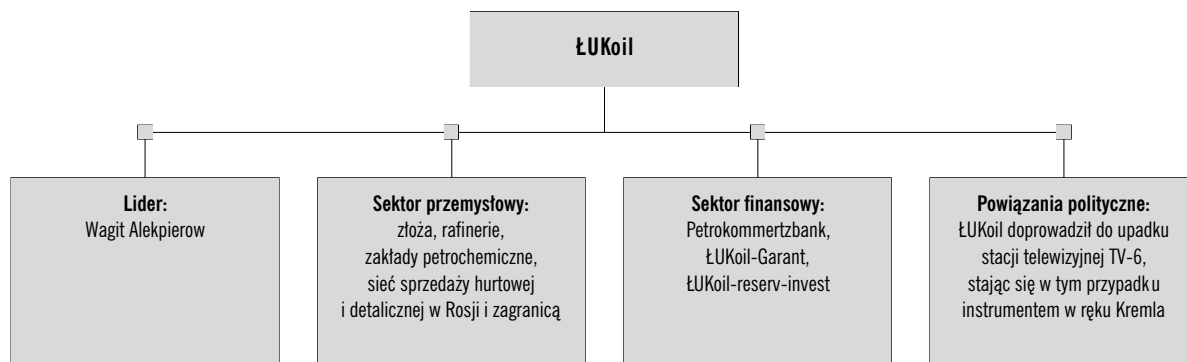 ŁUKoil
Lider:
Wagit Alekpierow
Sektor przemysłowy:
złoża, rafinerie,
zakłady petrochemiczne,
sieć sprzedaży hurtowej
i detalicznej w Rosji i zagranicą
Sektor finansowy:
Petrokommertzbank,
ŁUKoil-Garant,
ŁUKoil-reserv-invest
Powiązania polityczne:
ŁUKoil doprowadził do upadku
stacji telewizyjnej TV-6,
stając się w tym przypadku
instrumentem w ręku Kremla